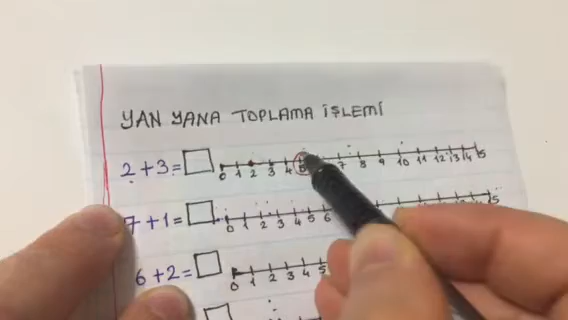 YAN YANA TOPLAMA İŞLEMİ
2+3= 0 1 2 3 4 5 7 8 9 10 11 12 13 14 15
7+1= 0 1 2 3 4 5 6 15
6+2= 0 1 2 3 4 5